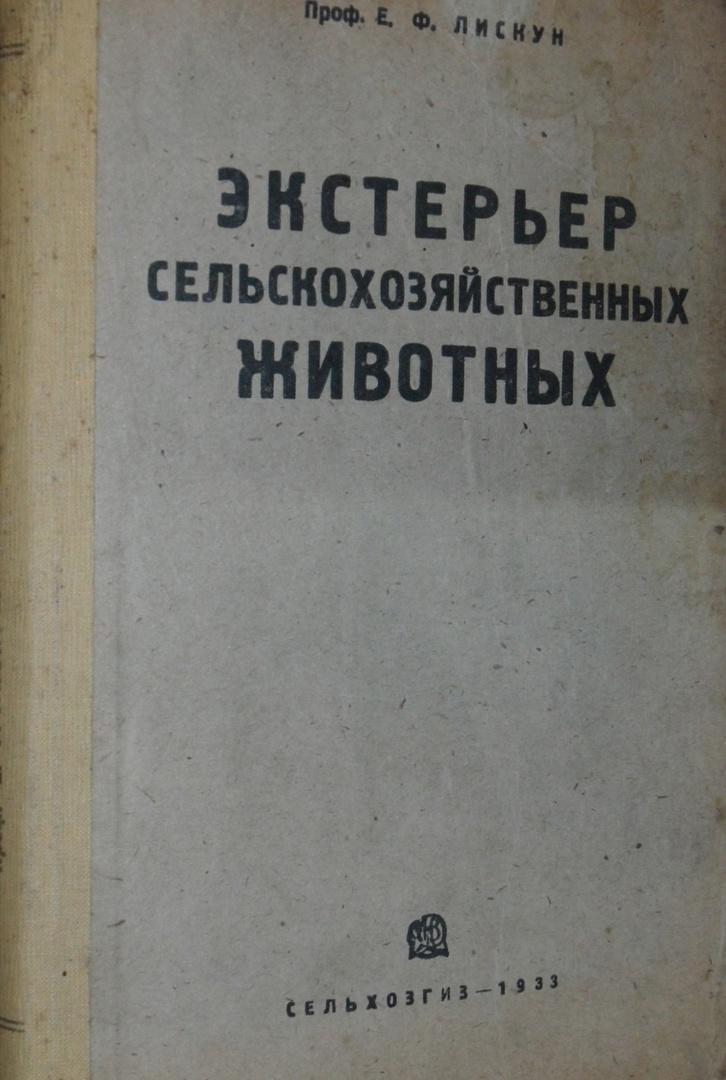 Проф. Е. Ф. ЛИСКУН
ЭКСТЕРЬЕР
СЕЛЬСКОХОЗЯЙСТВЕННЫХ
ЖИВОТНЫХ
СЕЛЬХОЗГИЗ—1933